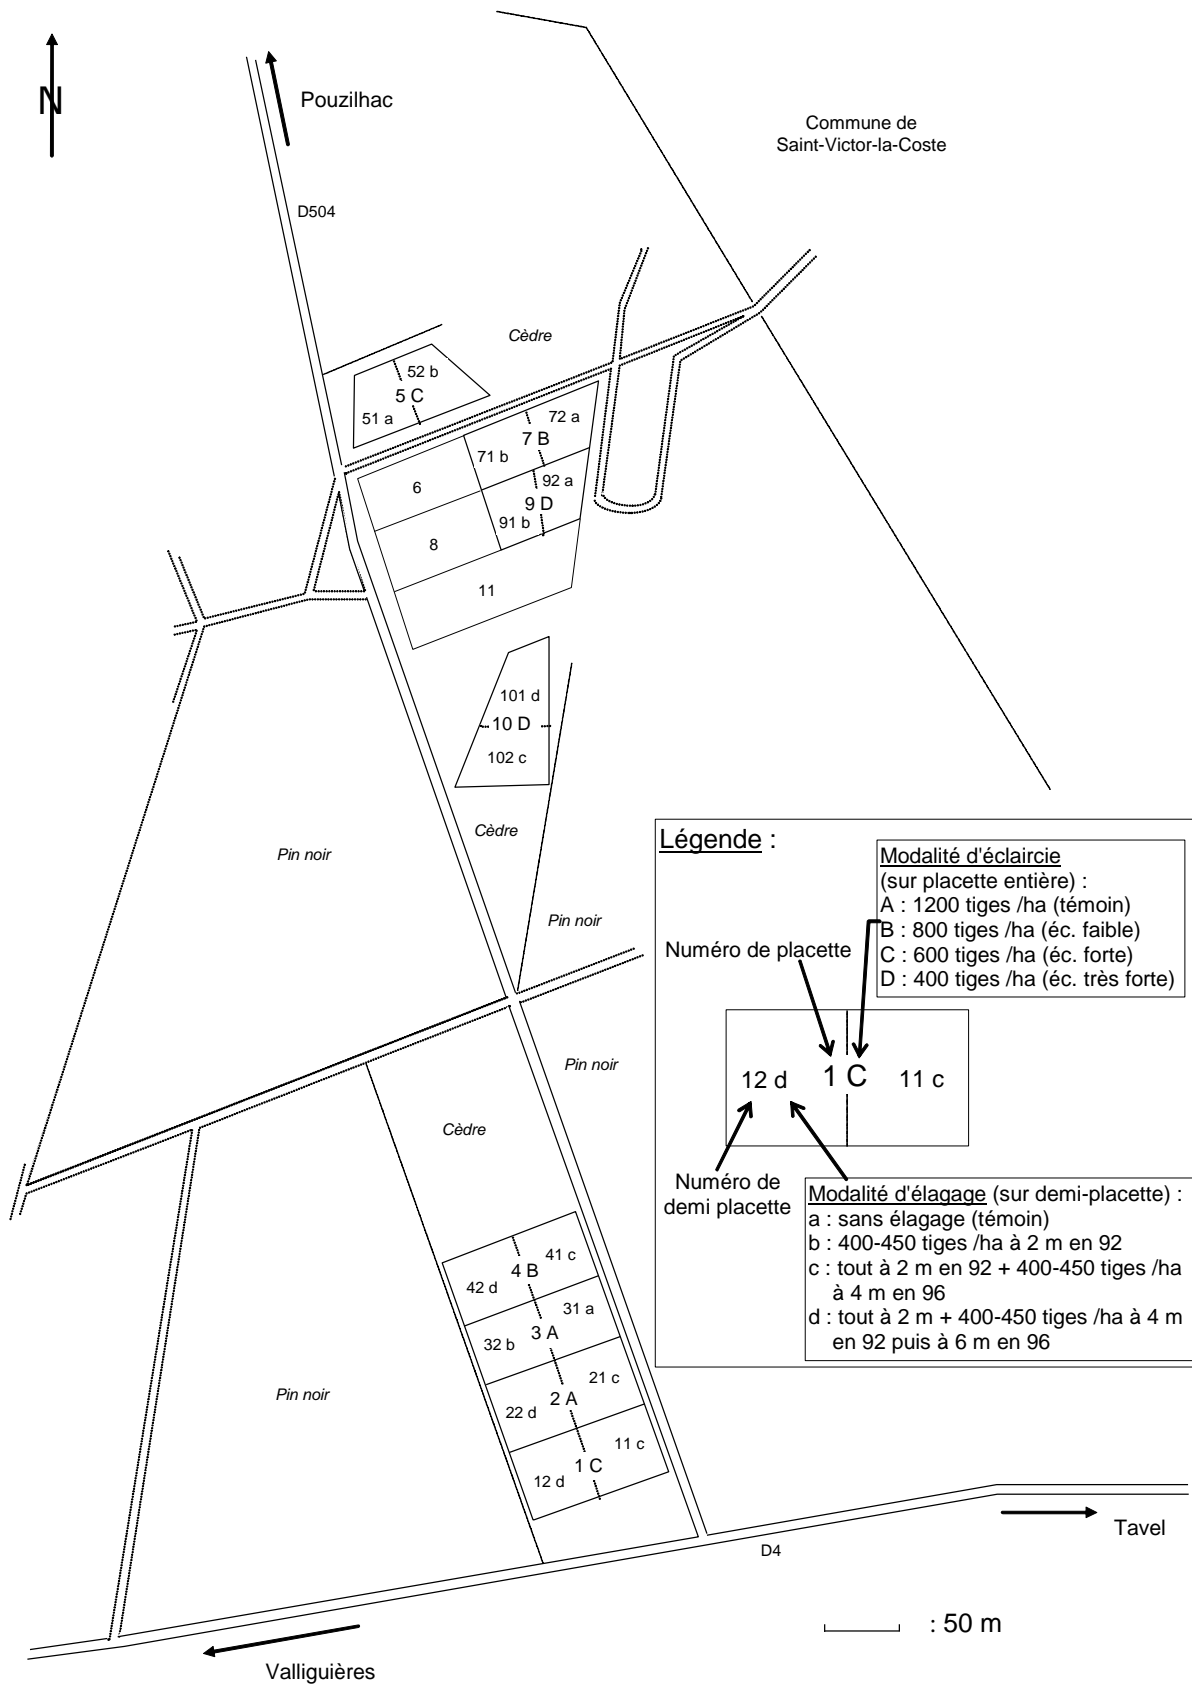 N
Pouzilhac
Commune de
Saint-Victor-la-Coste
D504
Cèdre
52 b
5 C
51 a
72 a
7 B
71 b
6
92 a
9 D
91 b
8
11
101 d
10 D
102 c
Cèdre
Pin noir
Pin noir
Pin noir
Cèdre
41 c
4 B
42 d
31 a
3 A
32 b
21 c
2 A
22 d
11 c
1 C
12 d
Pin noir
Tavel
D4
Valliguières
: 50 m
Légende :
Modalité d'éclaircie
(sur placette entière) :
A : 1200 tiges /ha (témoin)
B : 800 tiges /ha (éc. faible)
C : 600 tiges /ha (éc. forte)
D : 400 tiges /ha (éc. très forte)
Numéro de placette
12 d 1 C 11 c
Numéro de
demi placette
Modalité d'élagage (sur demi-placette) :
a : sans élagage (témoin)
b : 400-450 tiges /ha à 2 m en 92
c : tout à 2 m en 92 + 400-450 tiges /ha
à 4 m en 96
d : tout à 2 m + 400-450 tiges /ha à 4 m
en 92 puis à 6 m en 96